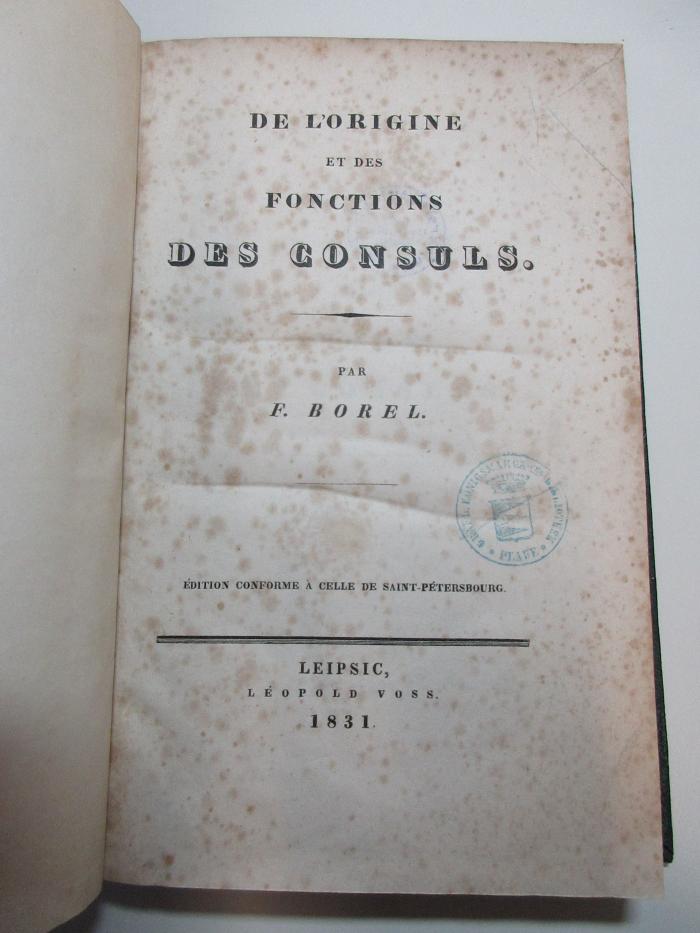 DE L'ORIGINE
ET DES
FONCTIONS
DES CONSULS.
PAR
F. BOREL.
ÉDITION CONFORME À CELLE DE SAINT-PÉTERSBOURG.
LEIPSIC,
LÉOPOLD VOSS.
1831.
PLAUE